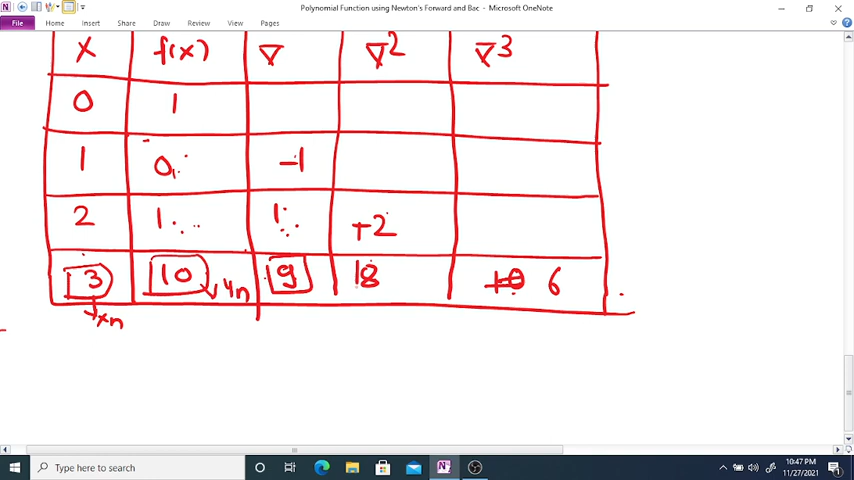 Polynomial Function using Newton's Forward and Bac - OneNote
File Home Insert Share Draw Review View Pages
x f(x) ∇ ∇2 ∇3
0 1
1 0 -1
2 1 1 +2
3 10 yn 9 18 10 6
xn
Type here to search
10:47 PM
11/27/2021